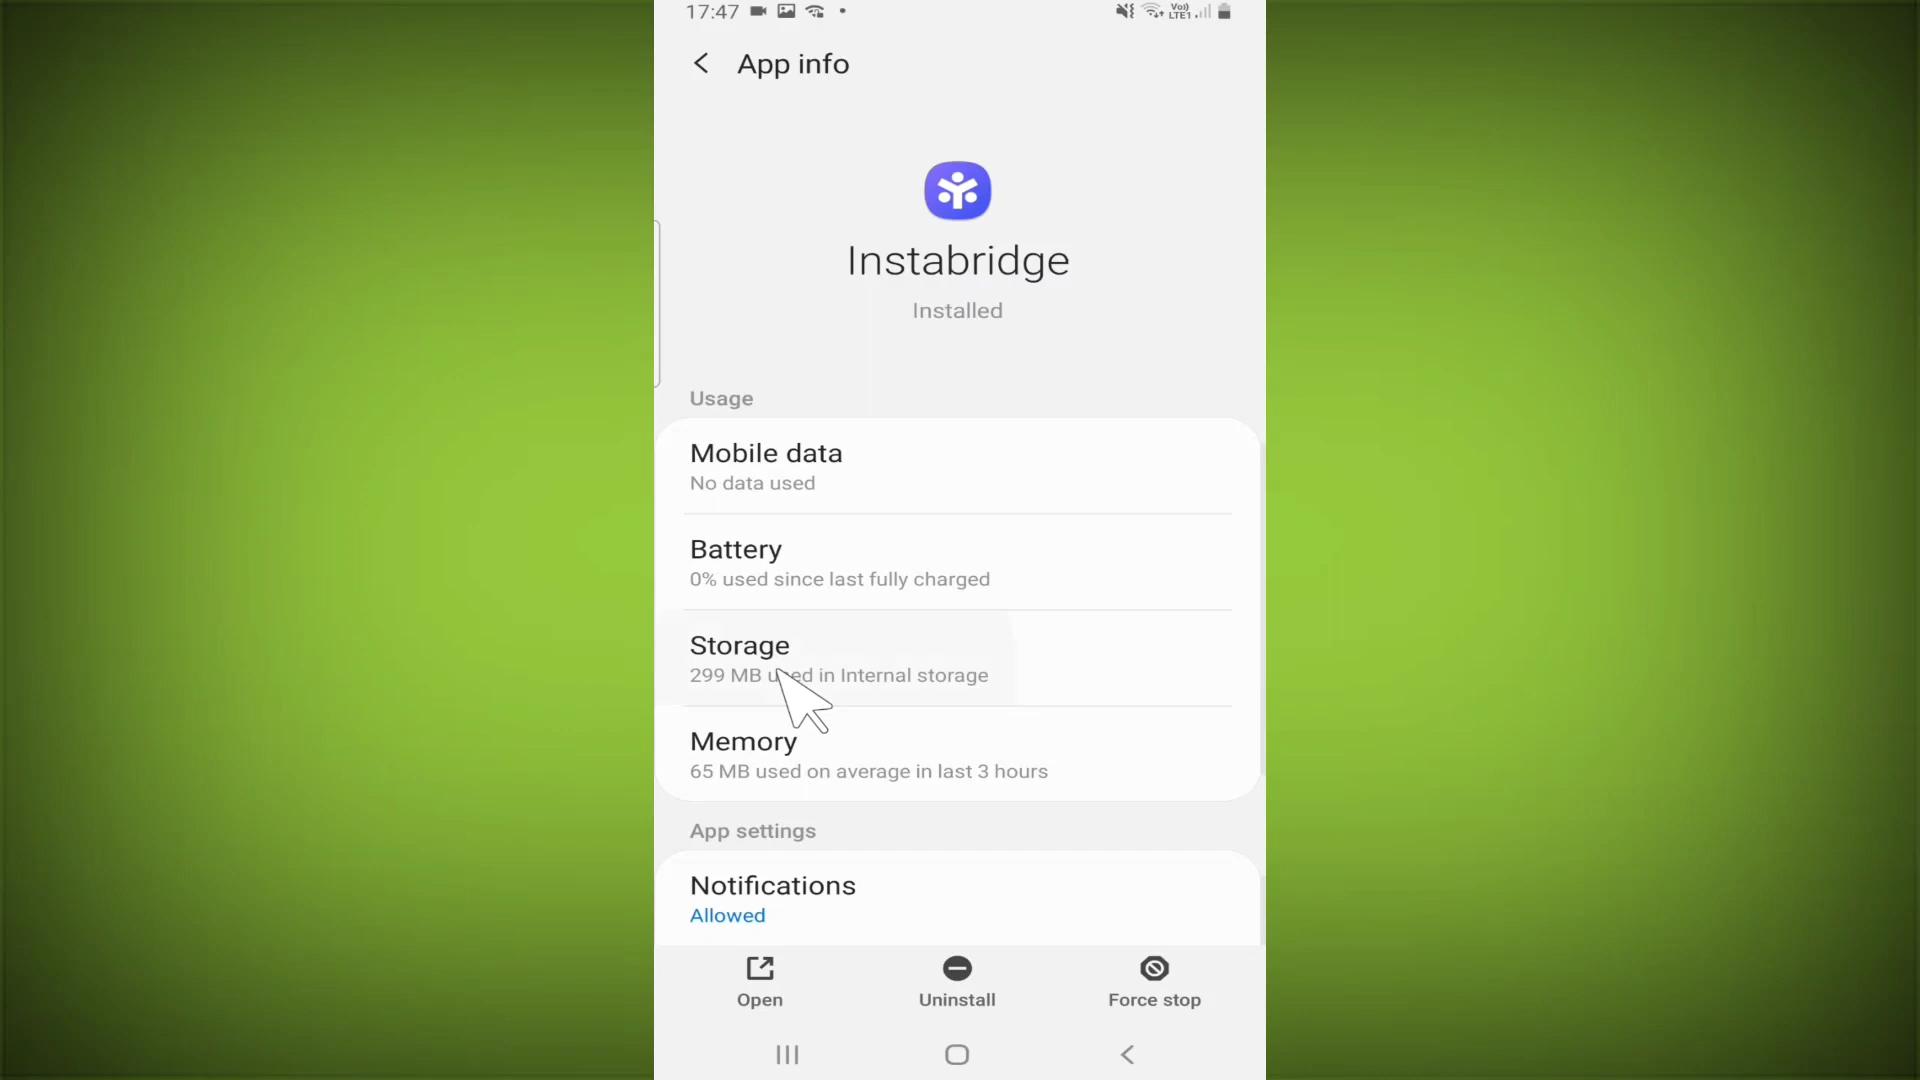 17:47
Vo))
LTE1
App info
Instabridge
Installed
Usage
Mobile data
No data used
Battery
0% used since last fully charged
Storage
299 MB used in Internal storage
Memory
65 MB used on average in last 3 hours
App settings
Notifications
Allowed
Open
Uninstall
Force stop